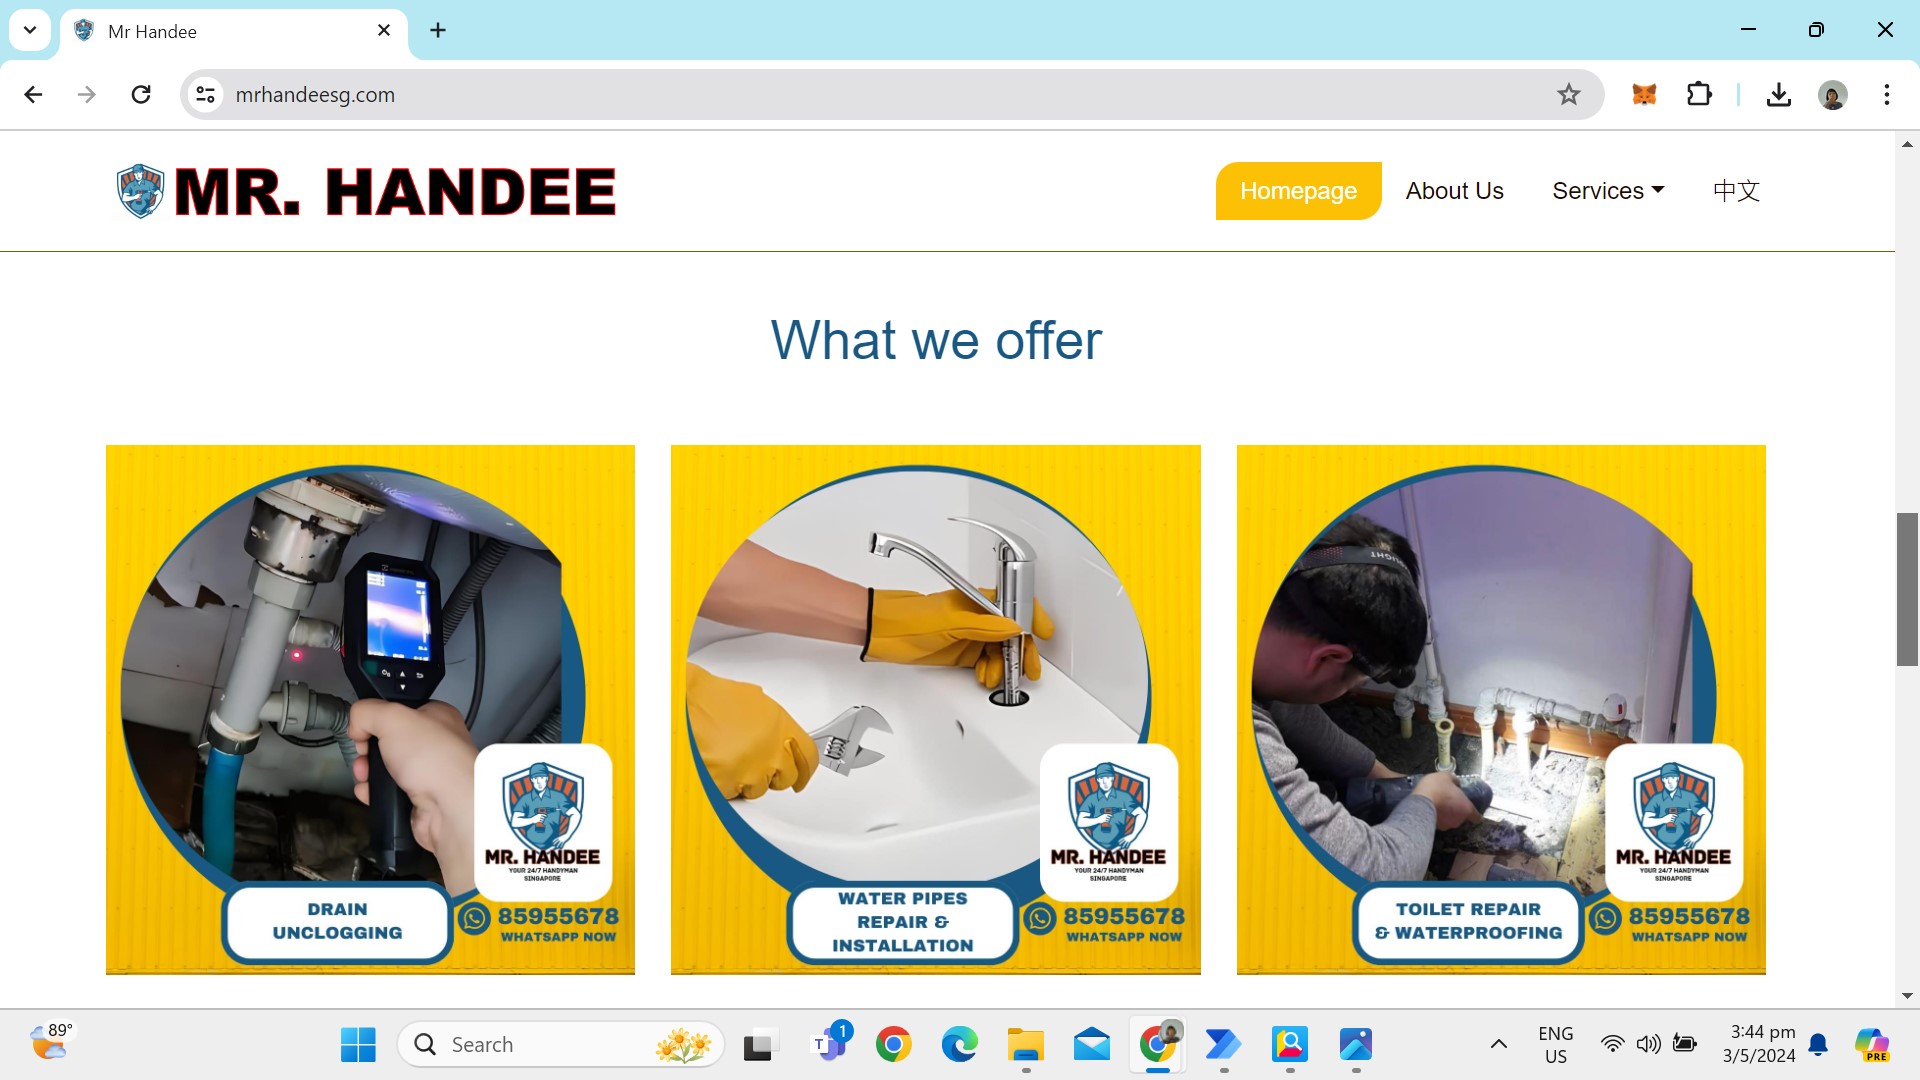 Mr Handee
mrhandeesg.com
MR. HANDEE
Homepage
About Us
Services
中文
What we offer
MR. HANDEE
YOUR 24/7 HANDYMAN
SINGAPORE
DRAIN
UNCLOGGING
85955678
WHATSAPP NOW
MR. HANDEE
YOUR 24/7 HANDYMAN
SINGAPORE
WATER PIPES
REPAIR &
INSTALLATION
85955678
WHATSAPP NOW
MR. HANDEE
YOUR 24/7 HANDYMAN
SINGAPORE
TOILET REPAIR
& WATERPROOFING
85955678
WHATSAPP NOW
89°
Search
1
T
ENG
US
3:44 pm
3/5/2024
PRE